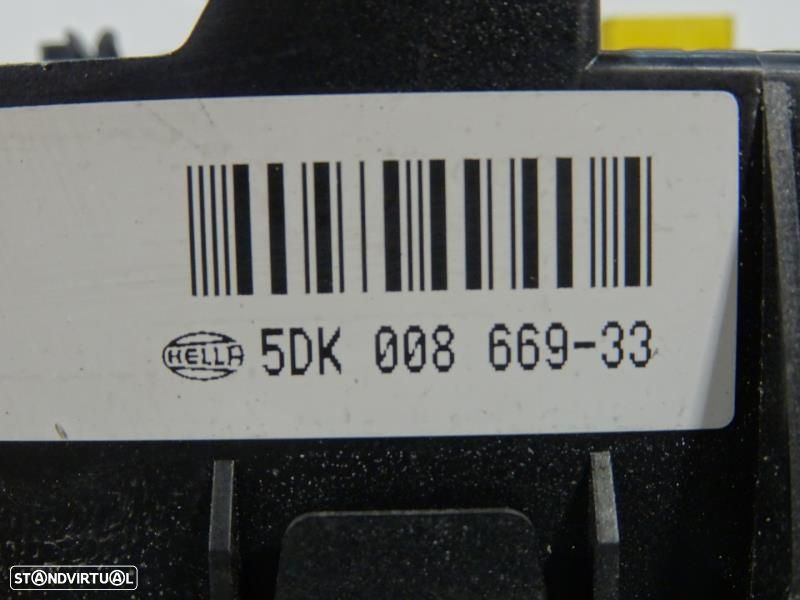 HELLA 5DK 008 669-33
STANDVIRTUAL